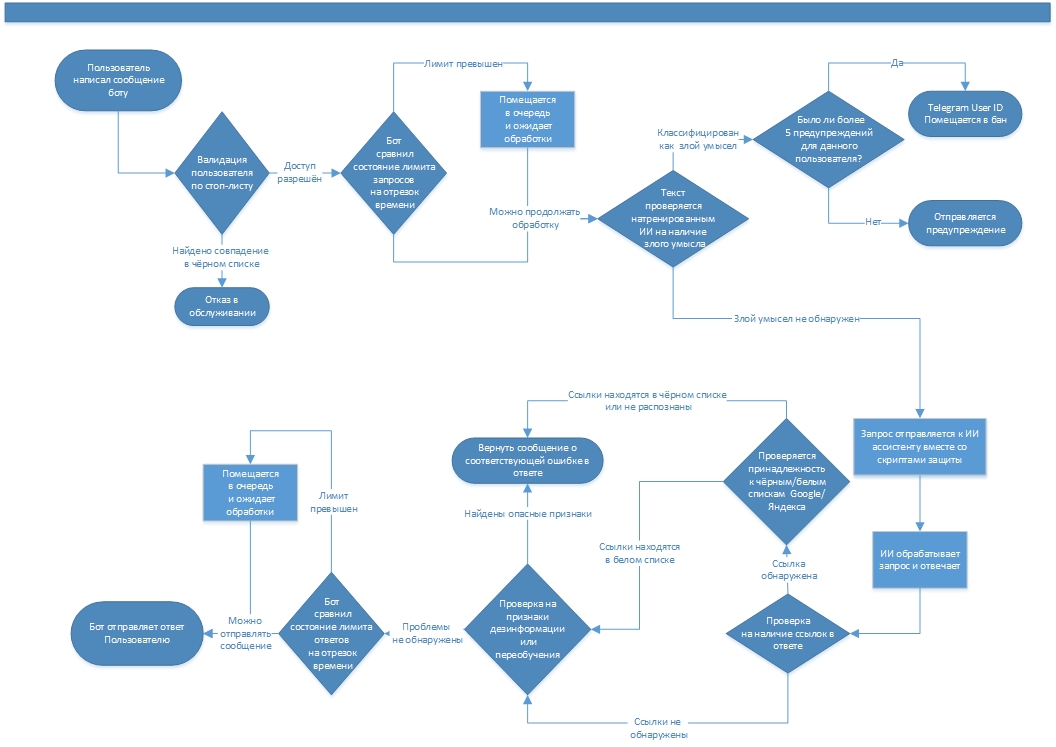 Пользователь
написал сообщение
боту
Валидация
пользователя
по стоп-листу
Доступ
разрешён
Найдено совпадение
в чёрном списке
Отказ в
обслуживании
Бот
сравнил
состояние лимита
запросов
на отрезок
времени
Лимит превышен
Помещается
в очередь
и ожидает
обработки
Можно продолжать
обработку
Текст
проверяется
натренированным
ИИ на наличие
злого умысла
Классифицирован
как злой умысел
Было ли более
5 предупреждений
для данного
пользователя?
Да
Telegram User ID
Помещается в бан
Нет
Отправляется
предупреждение
Злой умысел не обнаружен
Запрос отправляется к ИИ
ассистенту вместе со
скриптами защиты
ИИ обрабатывает
запрос и отвечает
Проверка
на наличие ссылок в
ответе
Ссылка
обнаружена
Проверяется
принадлежность
к чёрным/белым
спискам Google/
Яндекса
Ссылки находятся в чёрном списке
или не распознаны
Вернуть сообщение о
соответствующей ошибке в
ответе
Ссылки находятся
в белом списке
Ссылки не
обнаружены
Проверка на
признаки
дезинформации
или
переобучения
Найдены опасные признаки
Проблемы
не обнаружены
Бот
сравнил
состояние лимита
ответов
на отрезок
времени
Лимит
превышен
Помещается
в очередь
и ожидает
обработки
Можно
отправлять
сообщение
Бот отправляет ответ
Пользователю